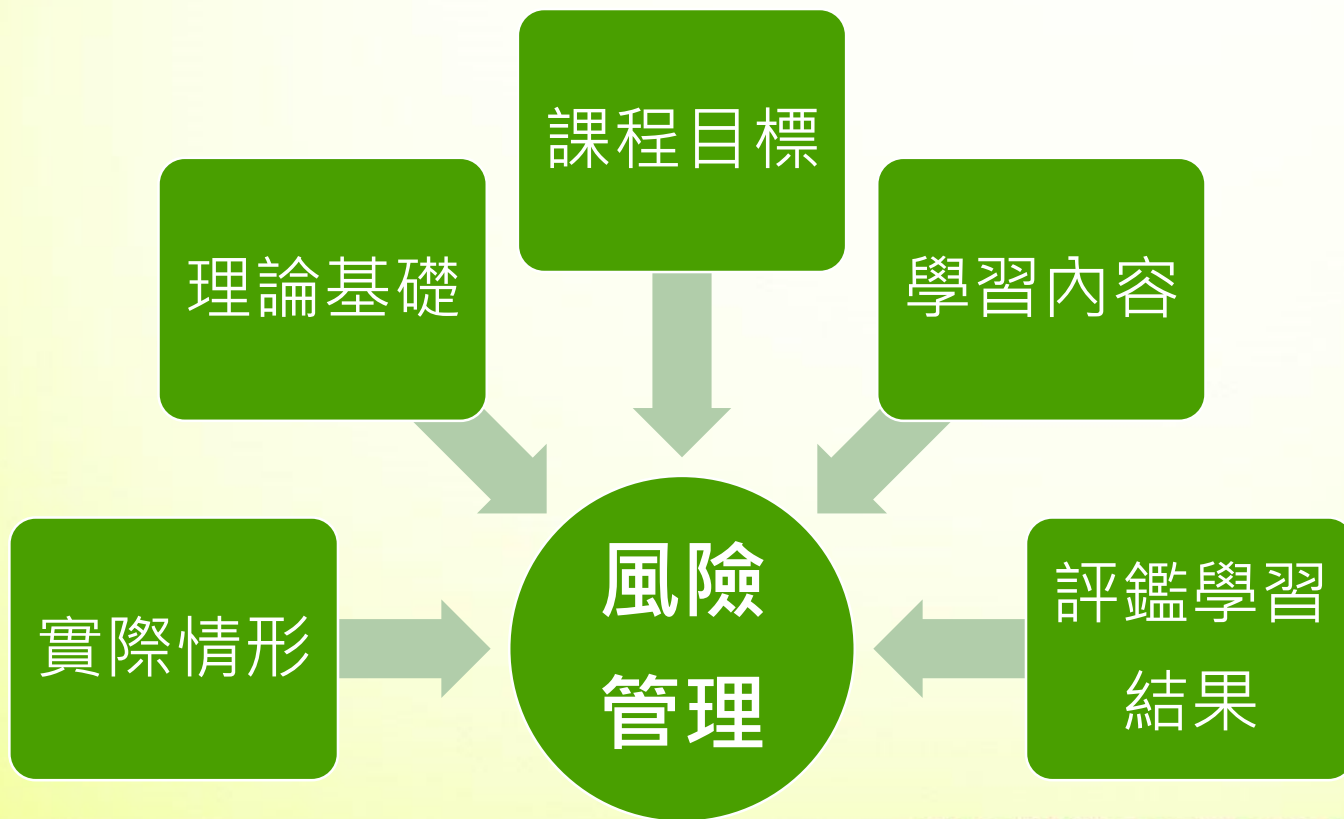 課程目標
理論基礎
學習內容
實際情形
風險
管理
評鑑學習
結果